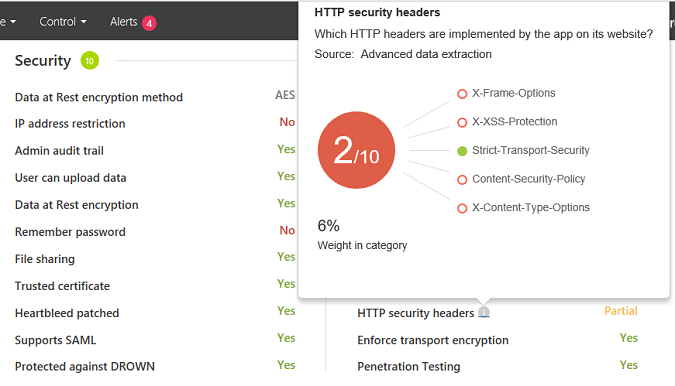 e Control Alerts 4
Security 10
Data at Rest encryption method AES
IP address restriction No
Admin audit trail Yes
User can upload data Yes
Data at Rest encryption Yes
Remember password No
File sharing Yes
Trusted certificate Yes
Heartbleed patched Yes
Supports SAML Yes
Protected against DROWN Yes
HTTP security headers
Which HTTP headers are implemented by the app on its website?
Source: Advanced data extraction
2/10
X-Frame-Options
X-XSS-Protection
Strict-Transport-Security
Content-Security-Policy
X-Content-Type-Options
6%
Weight in category
HTTP security headers Partial
Enforce transport encryption Yes
Penetration Testing Yes